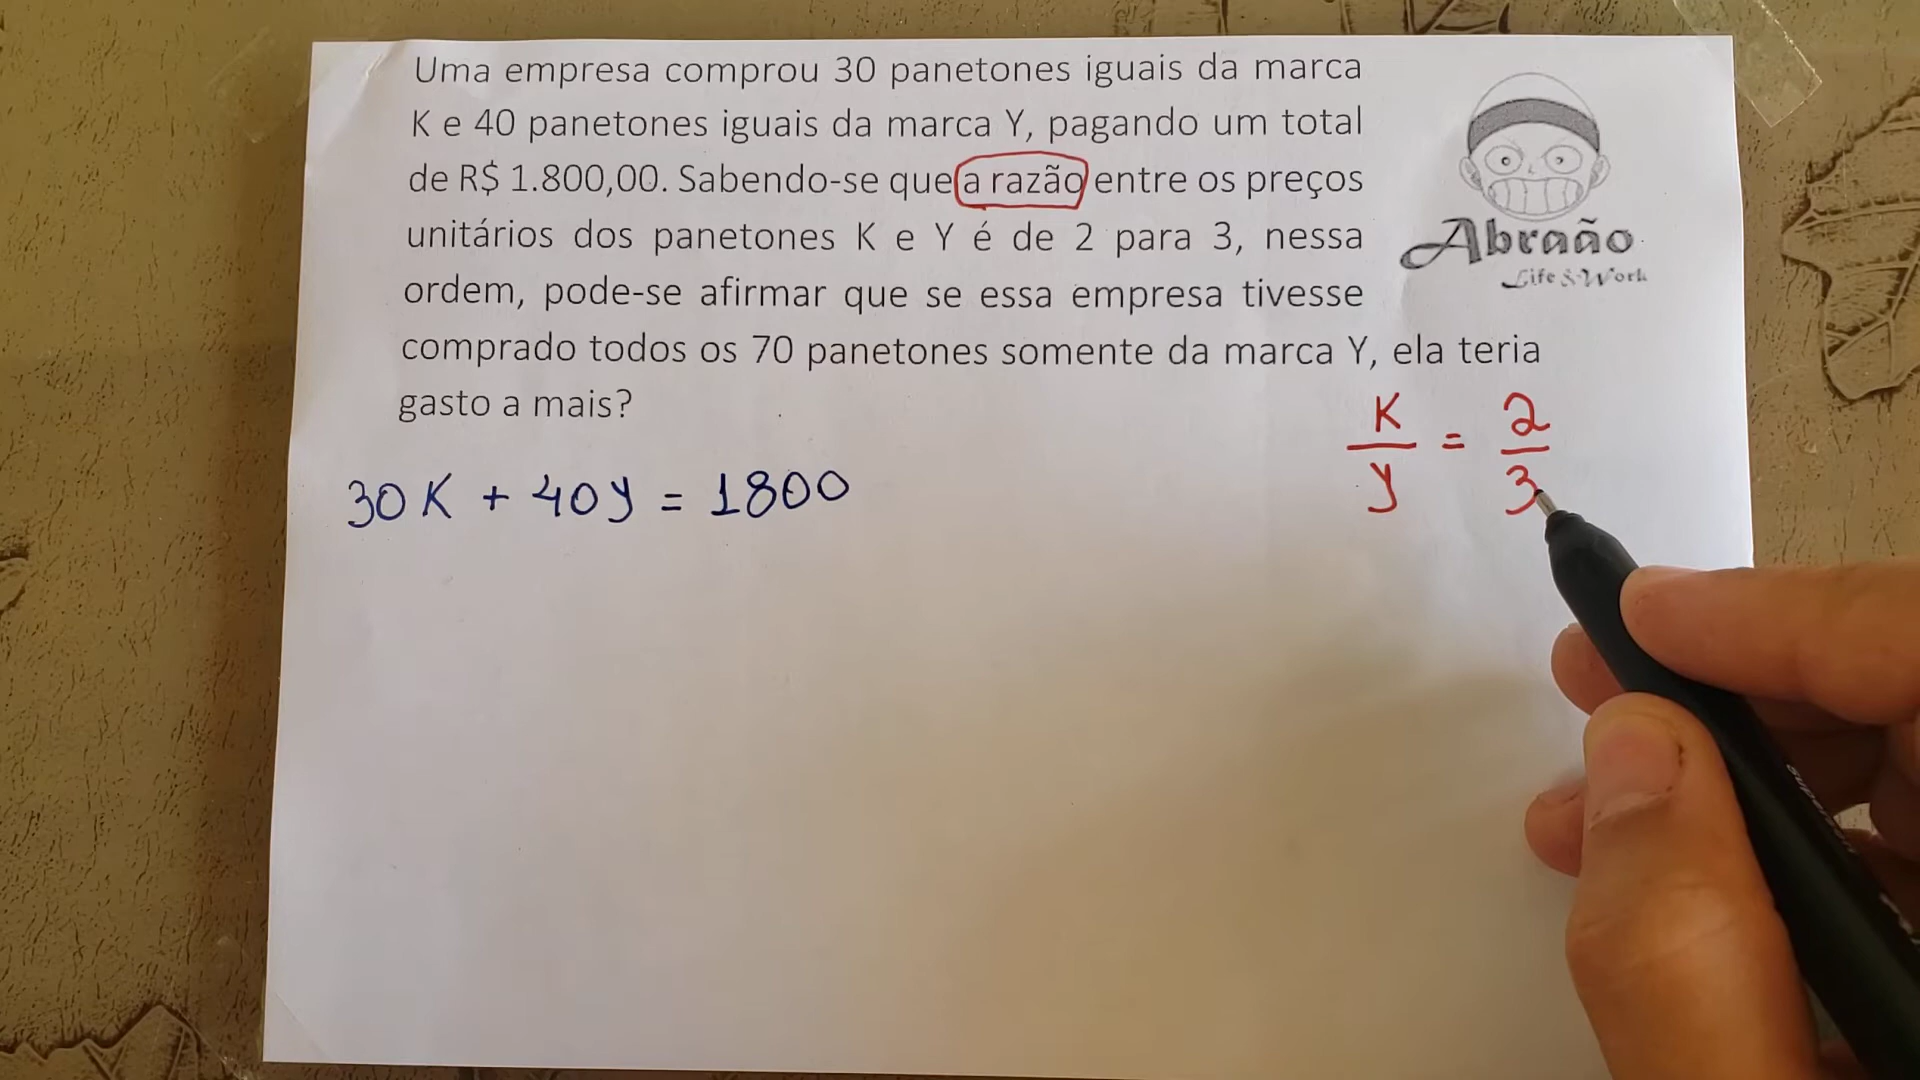 Uma empresa comprou 30 panetones iguais da marca
K e 40 panetones iguais da marca Y, pagando um total
de R$ 1.800,00. Sabendo-se que a razão entre os preços
unitários dos panetones K e Y é de 2 para 3, nessa
ordem, pode-se afirmar que se essa empresa tivesse
comprado todos os 70 panetones somente da marca Y, ela teria
gasto a mais?
Abraão
Life & Work
K/y = 2/3
30K + 40y = 1800